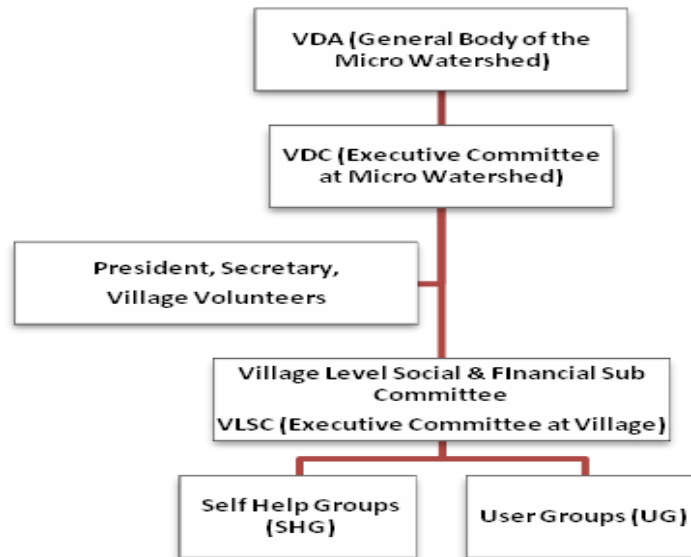 VDA (General Body of the
Micro Watershed)
VDC (Executive Committee
at Micro Watershed)
President, Secretary,
Village Volunteers
Village Level Social & FInancial Sub
Committee
VLSC (Executive Committee at Village)
Self Help Groups
(SHG)
User Groups (UG)